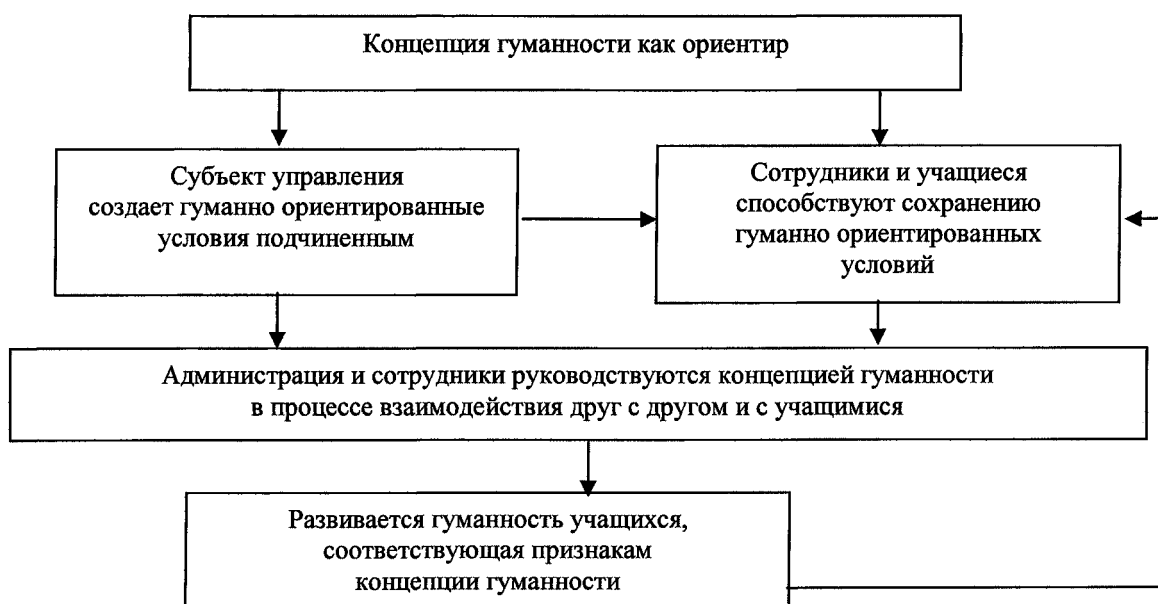 Концепция гуманности как ориентир
Субъект управления
создает гуманно ориентированные
условия подчиненным
Сотрудники и учащиеся
способствуют сохранению
гуманно ориентированных
условий
Администрация и сотрудники руководствуются концепцией гуманности
в процессе взаимодействия друг с другом и с учащимися
Развивается гуманность учащихся,
соответствующая признакам
концепции гуманности